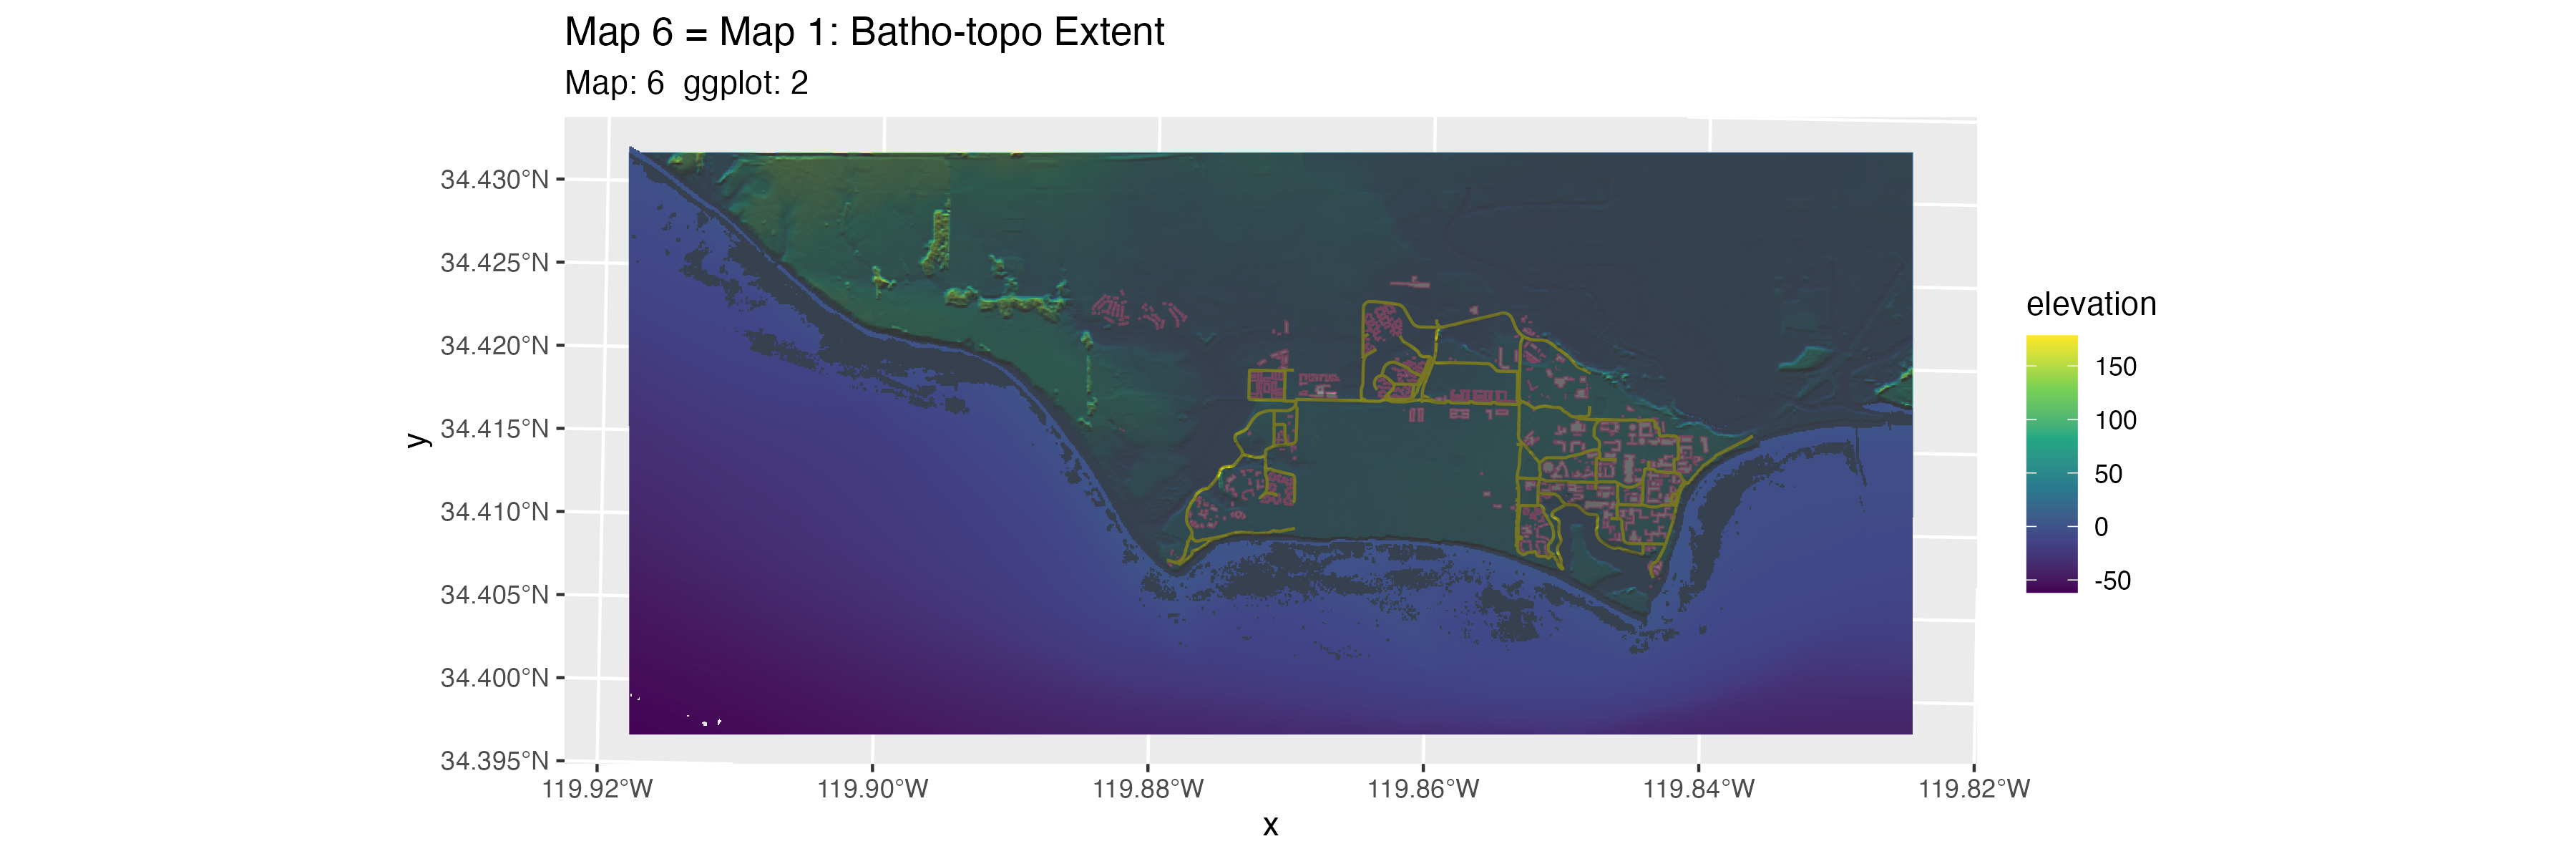 Map 6 = Map 1: Batho-topo Extent
Map: 6  ggplot: 2
34.430°N
34.425°N
34.420°N
34.415°N
34.410°N
34.405°N
34.400°N
34.395°N
y
119.92°W
119.90°W
119.88°W
119.86°W
119.84°W
119.82°W
x
elevation
150
100
50
0
-50